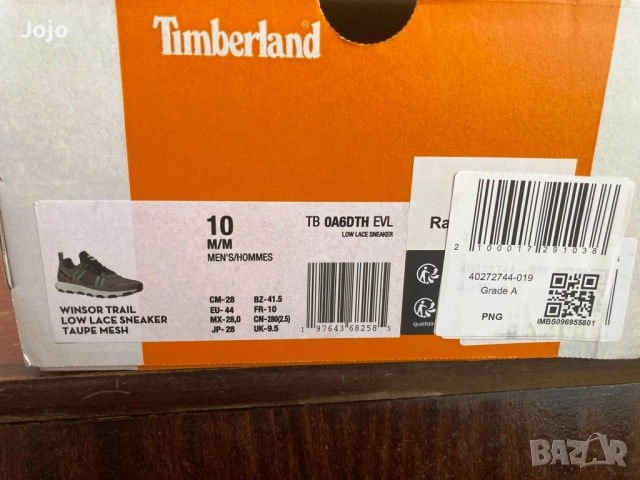 Jojo
Timberland
10
M/M
MEN'S/HOMMES
TB 0A6DTH EVL
LOW LACE SNEAKER
WINSOR TRAIL
LOW LACE SNEAKER
TAUPE MESH
CM-28 BZ-41.5
EU-44 FR-10
MX-28,0 CN-280(2.5)
JP-28 UK-9.5
1 97643 68258 5
Ra
quefair
2100017291038
40272744-019
Grade A
PNG
IMBS096955801
BAZAR